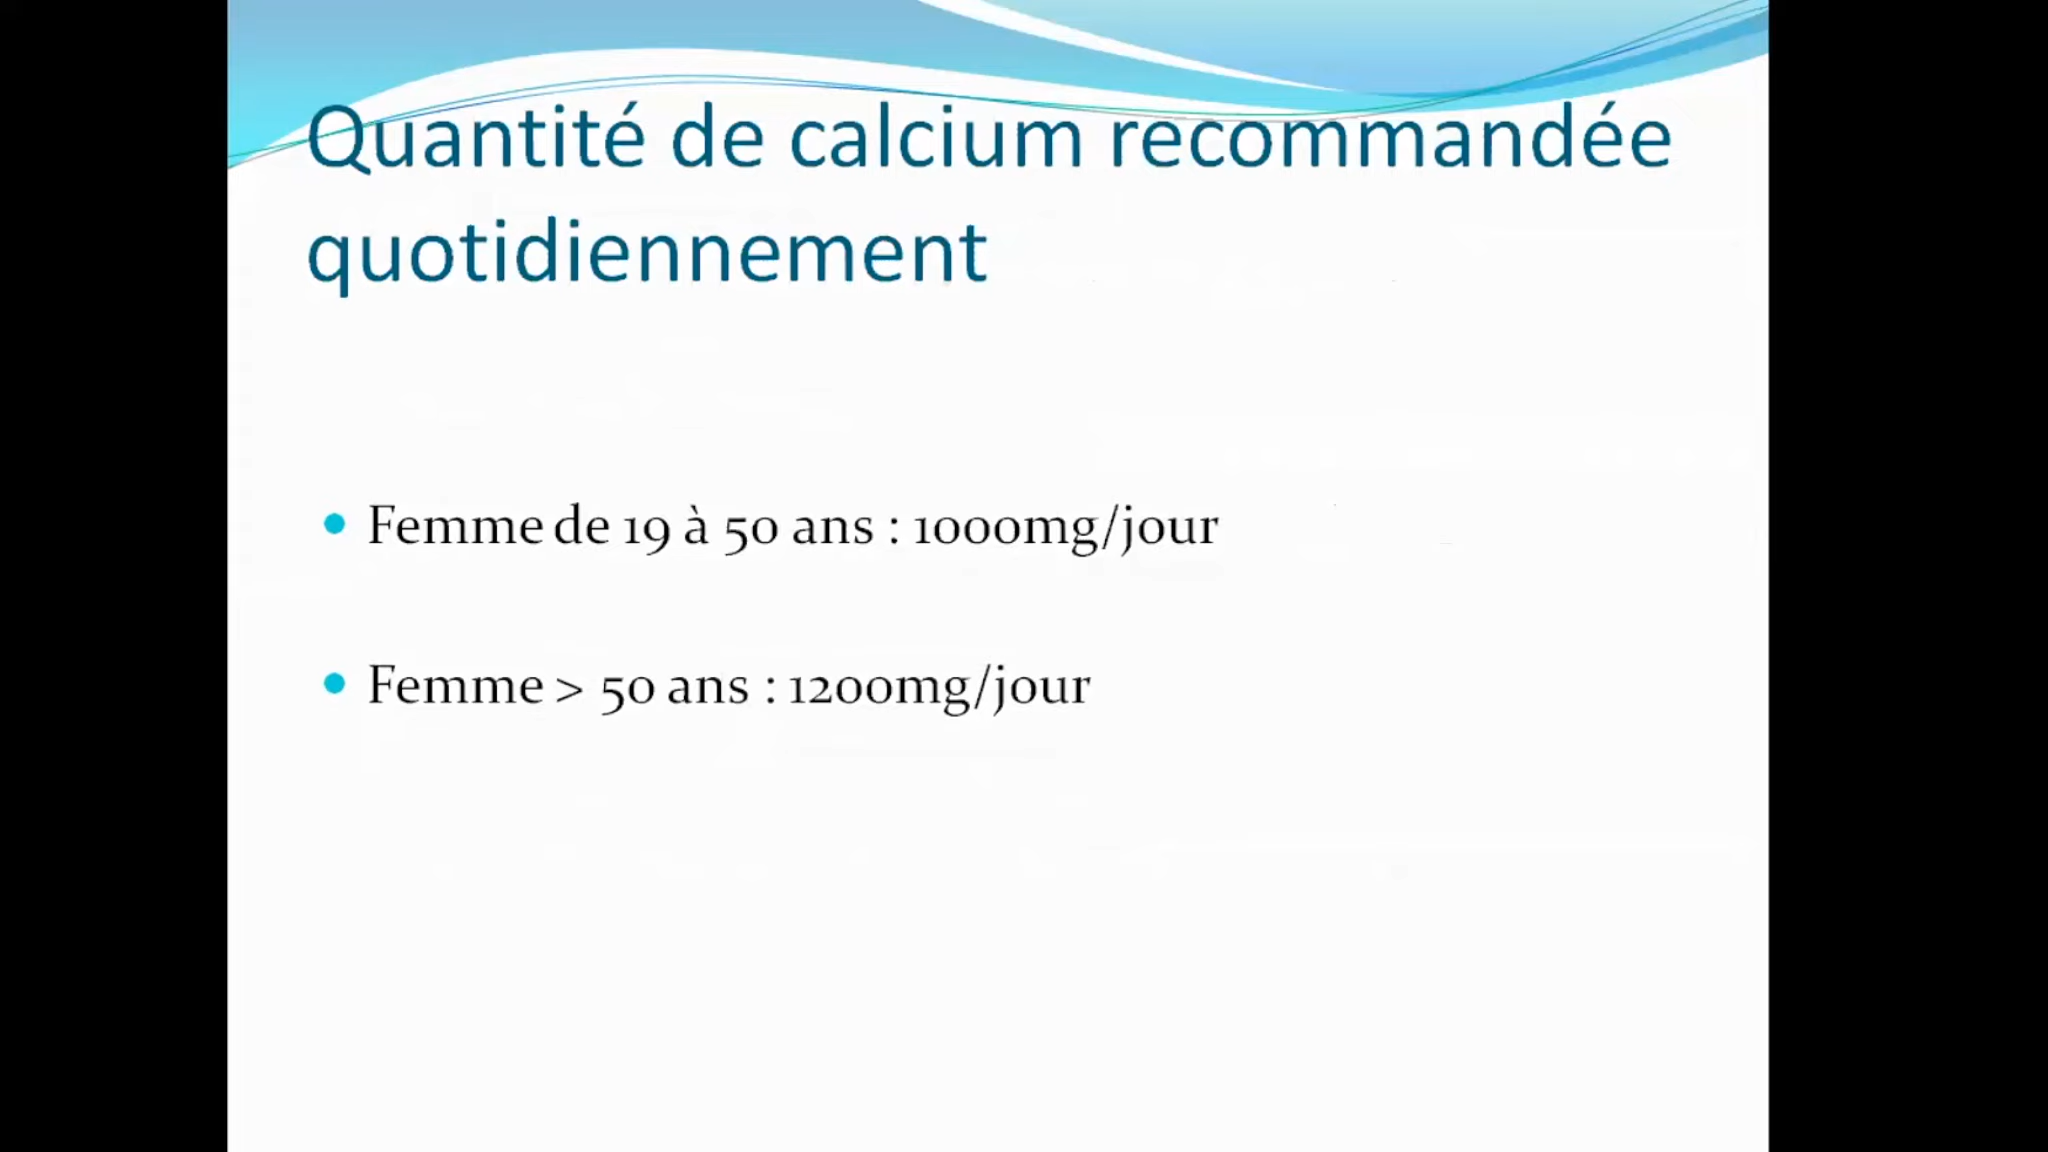 Quantité de calcium recommandée
quotidiennement
• Femme de 19 à 50 ans : 1000mg/jour
• Femme > 50 ans : 1200mg/jour